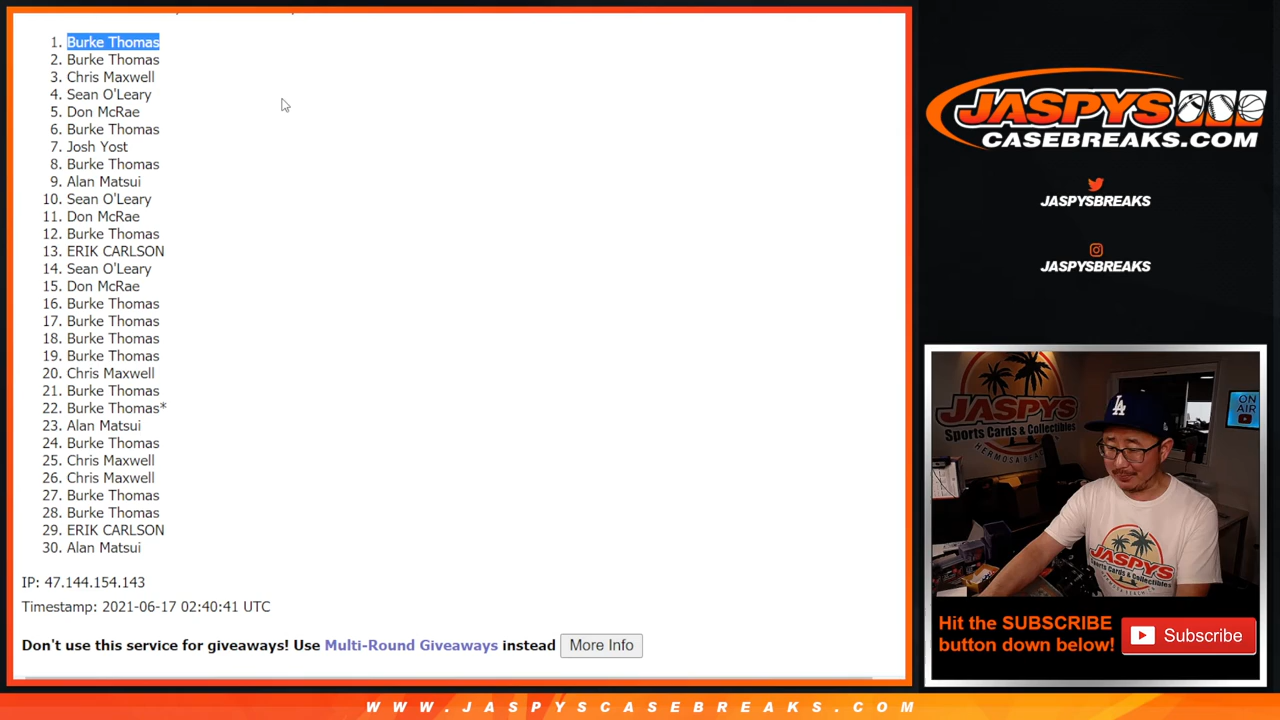 1. Burke Thomas
2. Burke Thomas
3. Chris Maxwell
4. Sean O'Leary
5. Don McRae
6. Burke Thomas
7. Josh Yost
8. Burke Thomas
9. Alan Matsui
10. Sean O'Leary
11. Don McRae
12. Burke Thomas
13. ERIK CARLSON
14. Sean O'Leary
15. Don McRae
16. Burke Thomas
17. Burke Thomas
18. Burke Thomas
19. Burke Thomas
20. Chris Maxwell
21. Burke Thomas
22. Burke Thomas*
23. Alan Matsui
24. Burke Thomas
25. Chris Maxwell
26. Chris Maxwell
27. Burke Thomas
28. Burke Thomas
29. ERIK CARLSON
30. Alan Matsui
IP: 47.144.154.143
Timestamp: 2021-06-17 02:40:41 UTC
Don't use this service for giveaways! Use Multi-Round Giveaways instead More Info
JASPYS
CASEBREAKS.COM
JASPYSBREAKS
JASPYSBREAKS
JASPYS
Sports Cards & Collectibles
HERMOSA BEACH
ON
AIR
LA
JASPYS
Hit the SUBSCRIBE
button down below!
Subscribe
WWW.JASPYSCASEBREAKS.COM